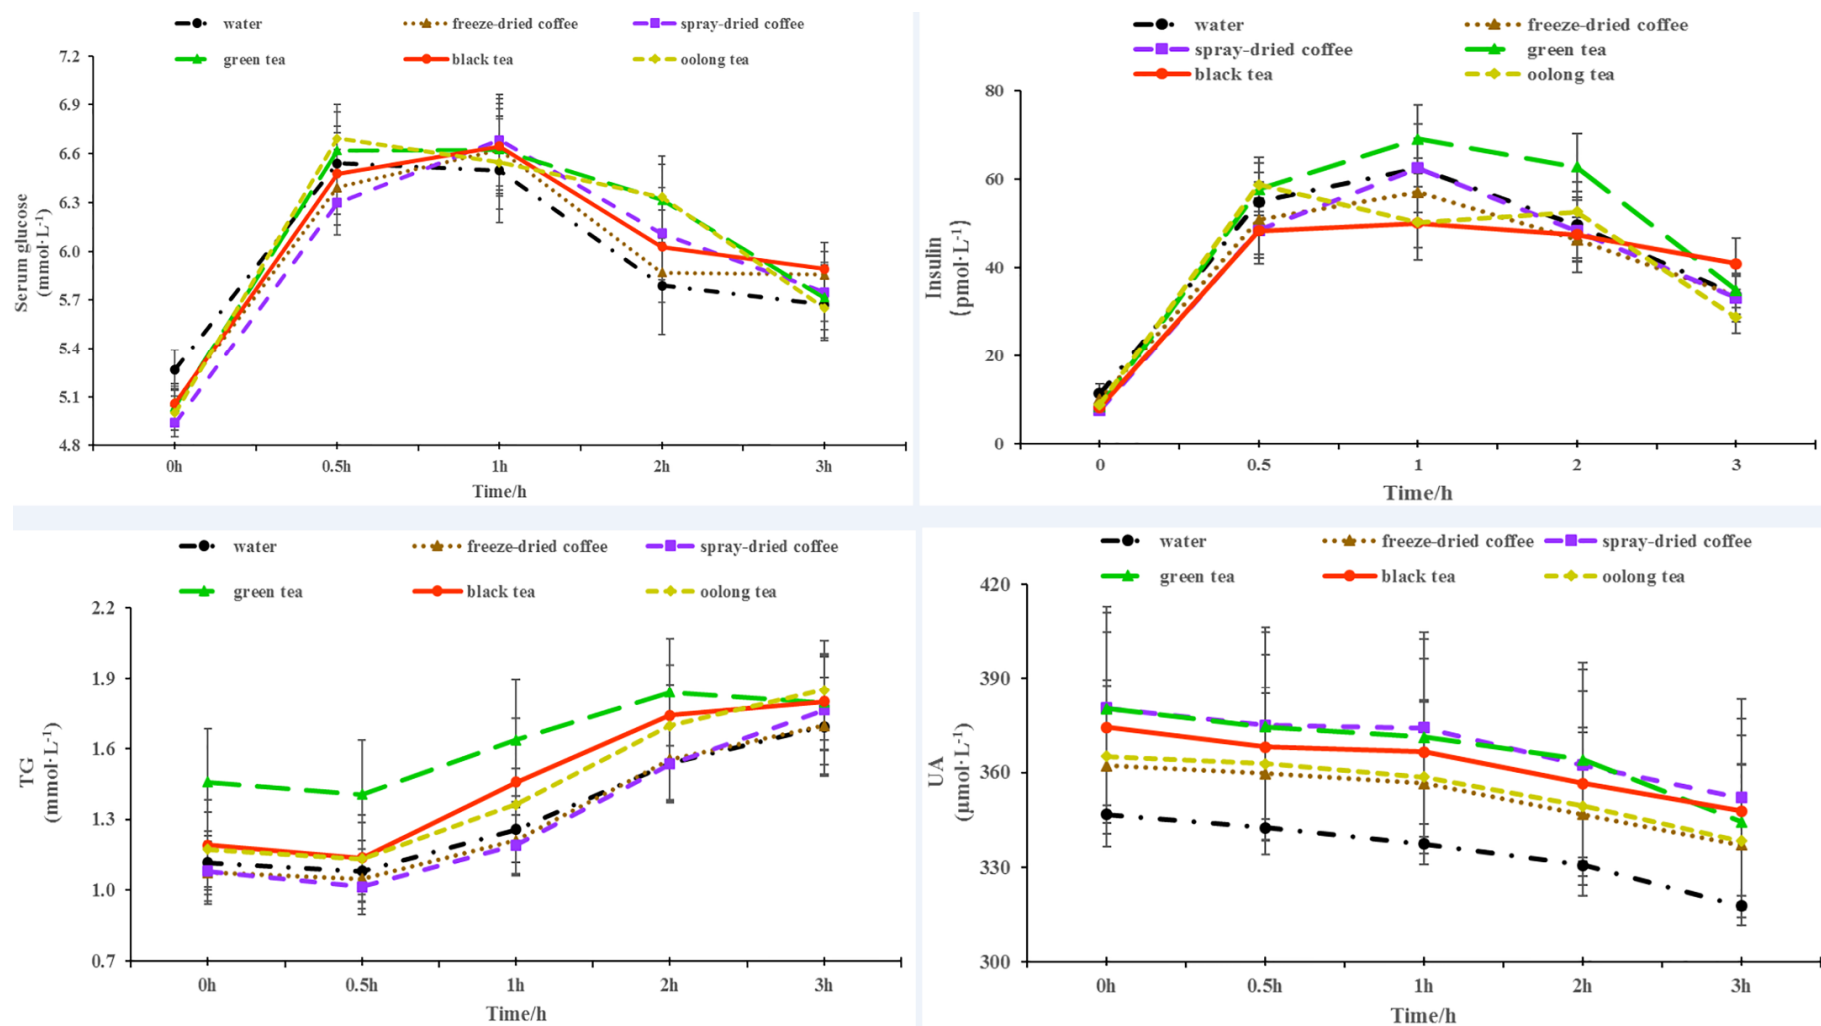 water freeze-dried coffee spray-dried coffee
green tea black tea oolong tea
7.2
6.9
6.6
6.3
6.0
5.7
5.4
5.1
4.8
Serum glucose
(mmol·L⁻¹)
0h 0.5h 1h 2h 3h
Time/h
water freeze-dried coffee
spray-dried coffee green tea
black tea oolong tea
80
60
40
20
0
Insulin
(pmol·L⁻¹)
0 0.5 1 2 3
Time/h
water freeze-dried coffee spray-dried coffee
green tea black tea oolong tea
2.2
1.9
1.6
1.3
1.0
0.7
TG
(mmol·L⁻¹)
0h 0.5h 1h 2h 3h
Time/h
water freeze-dried coffee spray-dried coffee
green tea black tea oolong tea
420
390
360
330
300
UA
(μmol·L⁻¹)
0h 0.5h 1h 2h 3h
Time/h